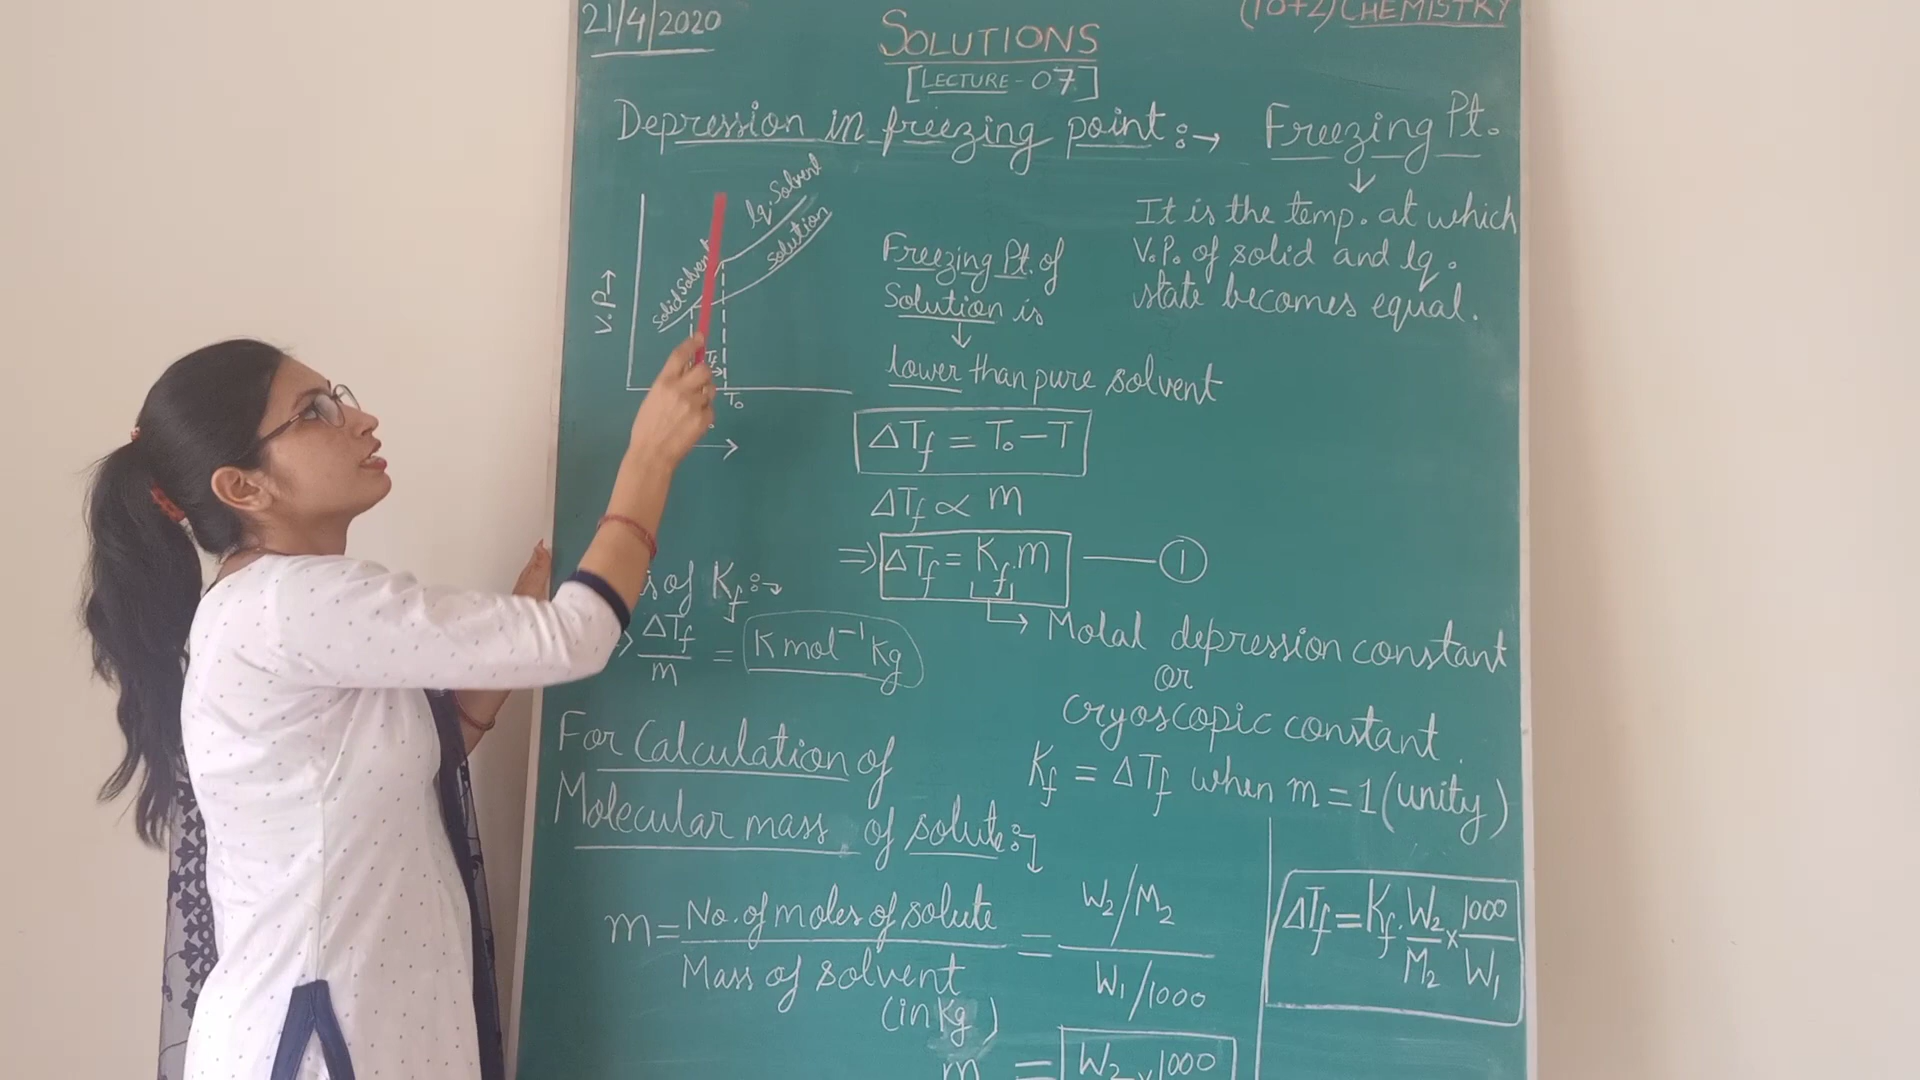 21/4/2020
(10+2) CHEMISTRY
SOLUTIONS
[LECTURE-07]
Depression in freezing point:→
Freezing Pt.
It is the temp. at which
V.P. of solid and lq.
state becomes equal.
lq. Solvent
solution
Solid Solvent
V.P→
T₀
Freezing Pt. of
Solution is
lower than pure solvent
ΔTf = T₀ - T
ΔTf ∝ m
⇒ ΔTf = Kf.m —— ①
→ Molal depression constant
or
cryoscopic constant
Kf = ΔTf when m = 1 (unity)
of Kf:→
ΔTf/m = K mol⁻¹ kg
For Calculation of
Molecular mass of solute:→
m = No. of moles of solute / Mass of solvent (in kg) = W₂/M₂ / W₁/1000
m = W₂ × 1000
ΔTf = Kf. W₂/M₂ × 1000/W₁